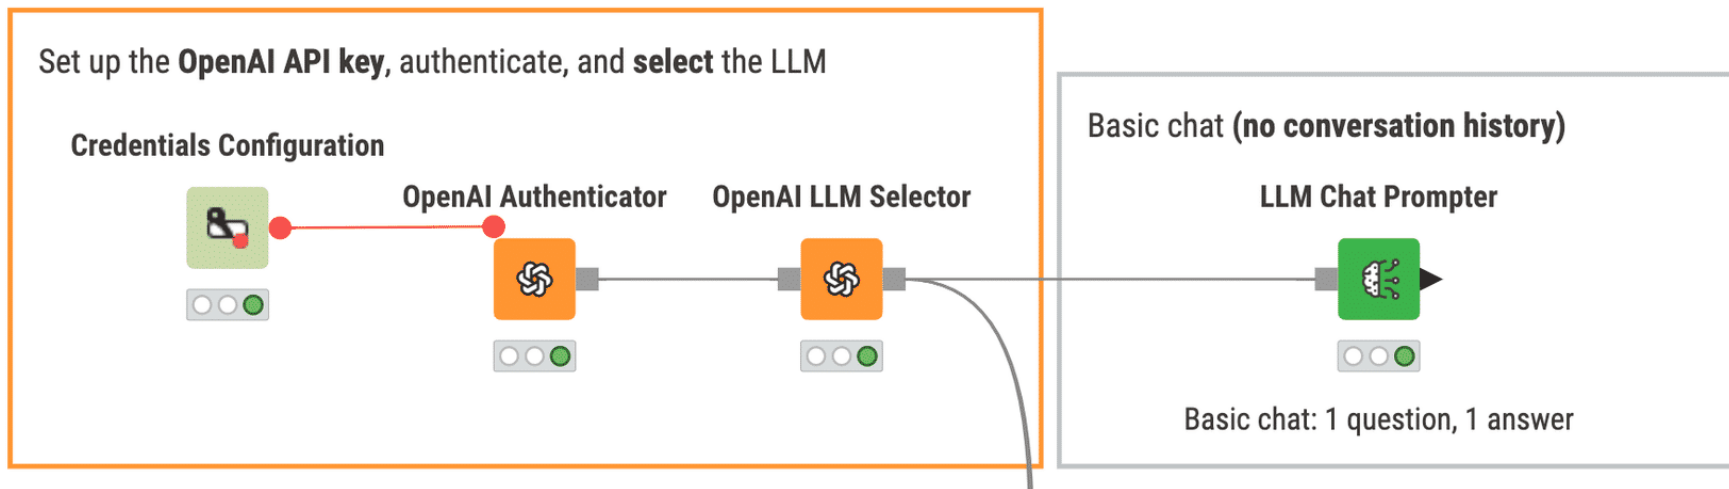 Set up the OpenAI API key, authenticate, and select the LLM
Credentials Configuration
OpenAI Authenticator
OpenAI LLM Selector
Basic chat (no conversation history)
LLM Chat Prompter
Basic chat: 1 question, 1 answer